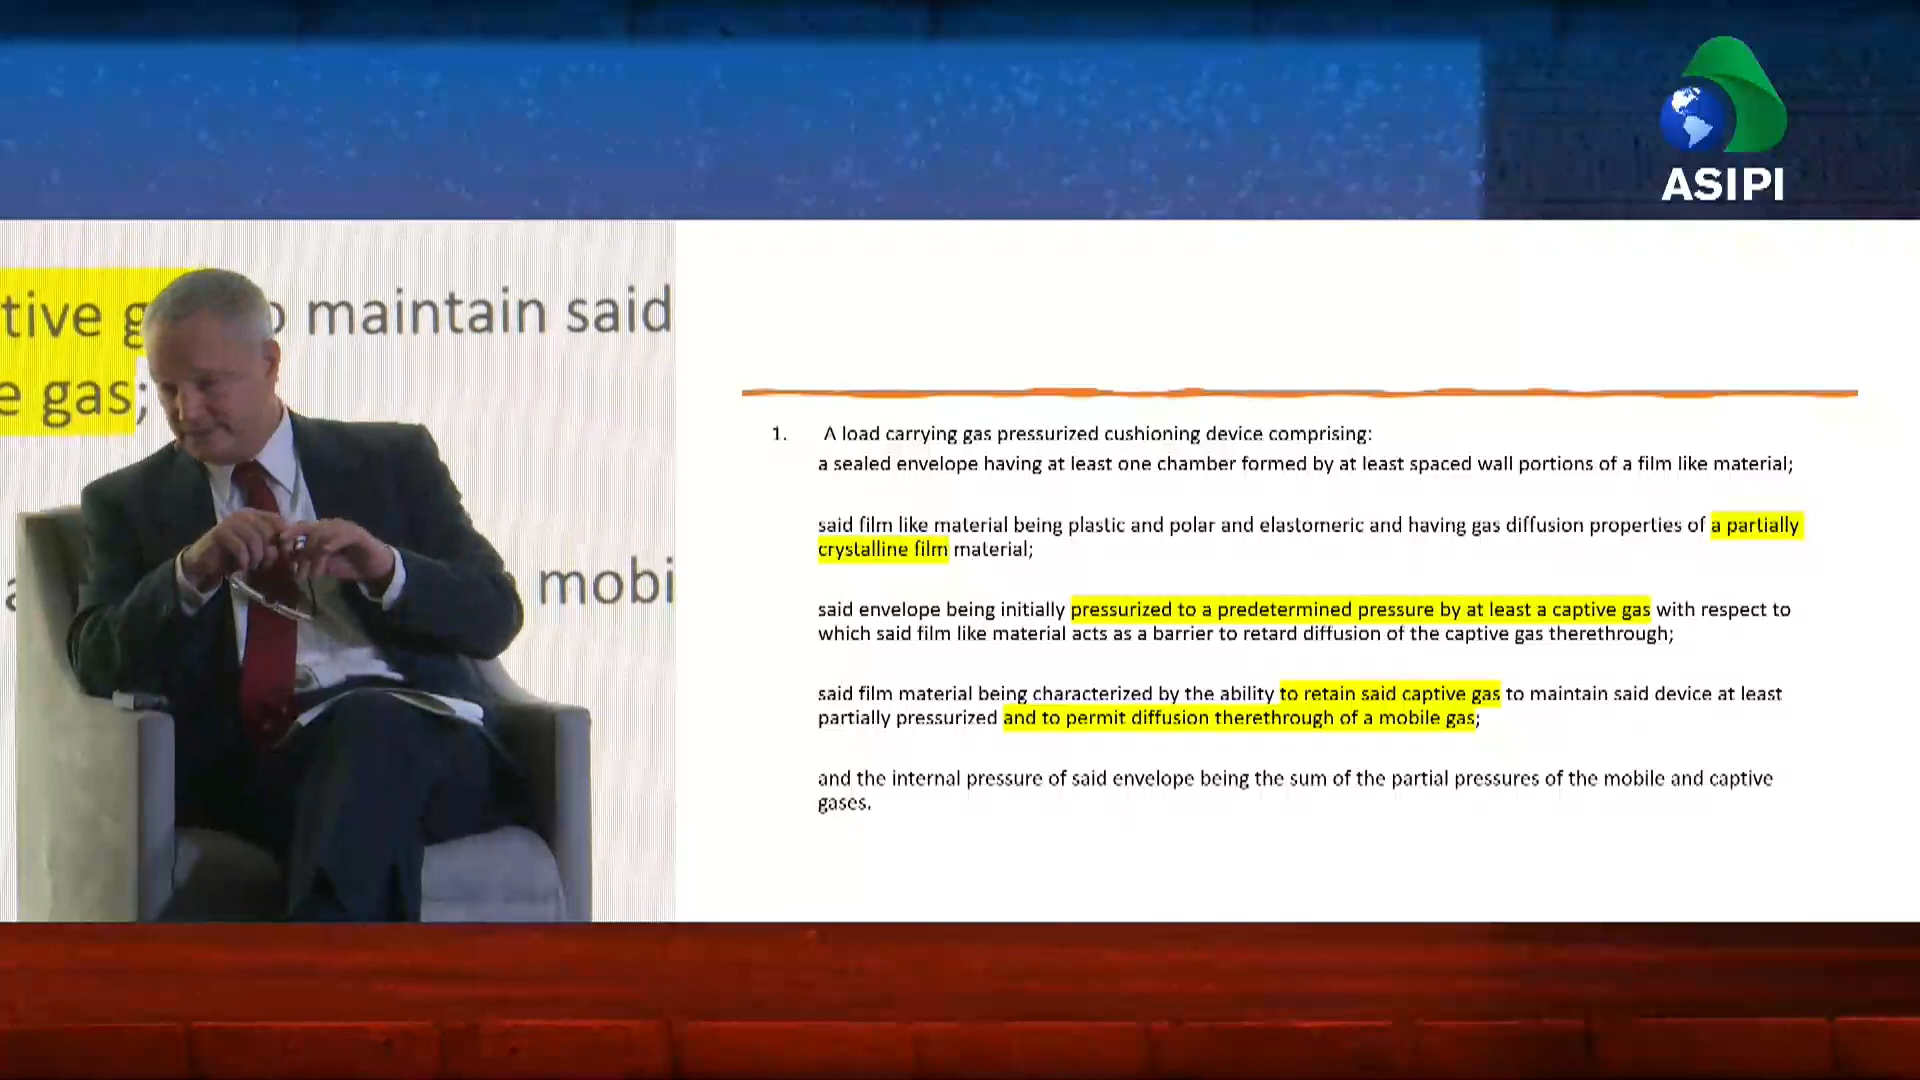 ASIPI
tive g o maintain said
e gas;
mobi
1. A load carrying gas pressurized cushioning device comprising:
a sealed envelope having at least one chamber formed by at least spaced wall portions of a film like material;
said film like material being plastic and polar and elastomeric and having gas diffusion properties of a partially
crystalline film material;
said envelope being initially pressurized to a predetermined pressure by at least a captive gas with respect to
which said film like material acts as a barrier to retard diffusion of the captive gas therethrough;
said film material being characterized by the ability to retain said captive gas to maintain said device at least
partially pressurized and to permit diffusion therethrough of a mobile gas;
and the internal pressure of said envelope being the sum of the partial pressures of the mobile and captive
gases.